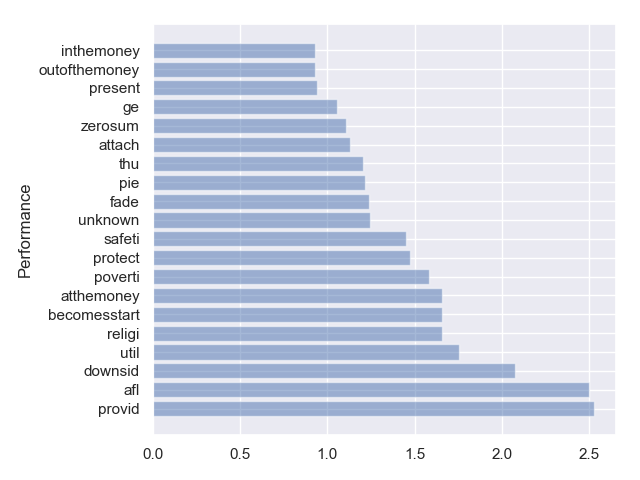 Performance
inthemoney
outofthemoney
present
ge
zerosum
attach
thu
pie
fade
unknown
safeti
protect
poverti
atthemoney
becomesstart
religi
util
downsid
afl
provid
0.0 0.5 1.0 1.5 2.0 2.5